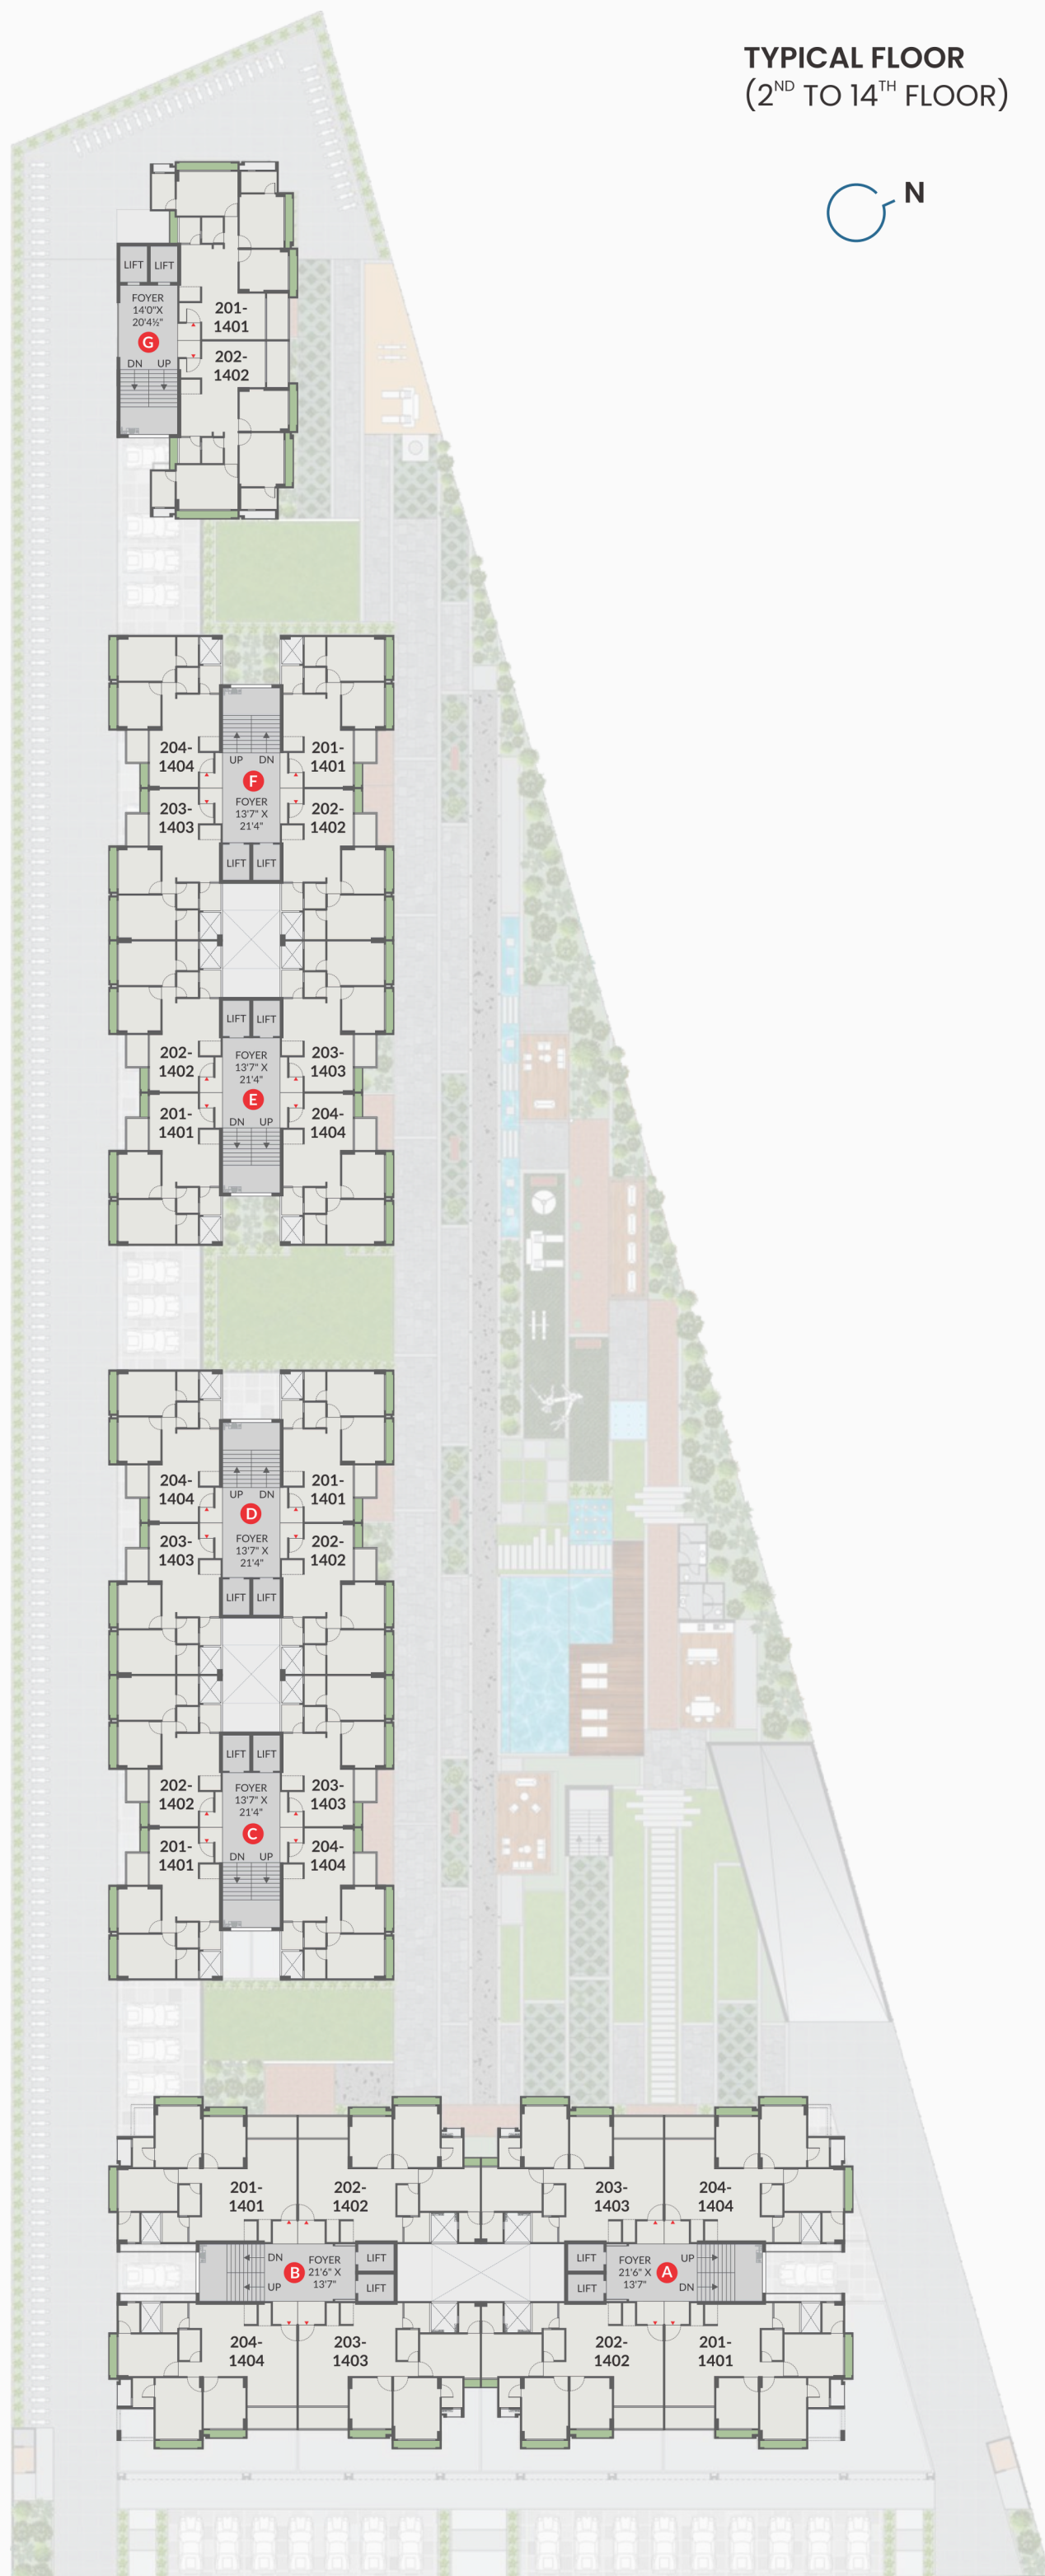 TYPICAL FLOOR
(2ND TO 14TH FLOOR)
N
LIFT LIFT
FOYER
14'0"X
20'4½"
G
DN UP
201-
1401
202-
1402
204-
1404
201-
1401
UP DN
F
203-
1403
FOYER
13'7" X
21'4"
202-
1402
LIFT LIFT
LIFT LIFT
202-
1402
FOYER
13'7" X
21'4"
203-
1403
E
201-
1401
DN UP
204-
1404
204-
1404
201-
1401
UP DN
D
203-
1403
FOYER
13'7" X
21'4"
202-
1402
LIFT LIFT
LIFT LIFT
202-
1402
FOYER
13'7" X
21'4"
203-
1403
C
201-
1401
DN UP
204-
1404
201-
1401
202-
1402
203-
1403
204-
1404
DN
UP
B
FOYER
21'6" X
13'7"
LIFT
LIFT
LIFT
LIFT
FOYER
21'6" X
13'7"
A
UP
DN
204-
1404
203-
1403
202-
1402
201-
1401